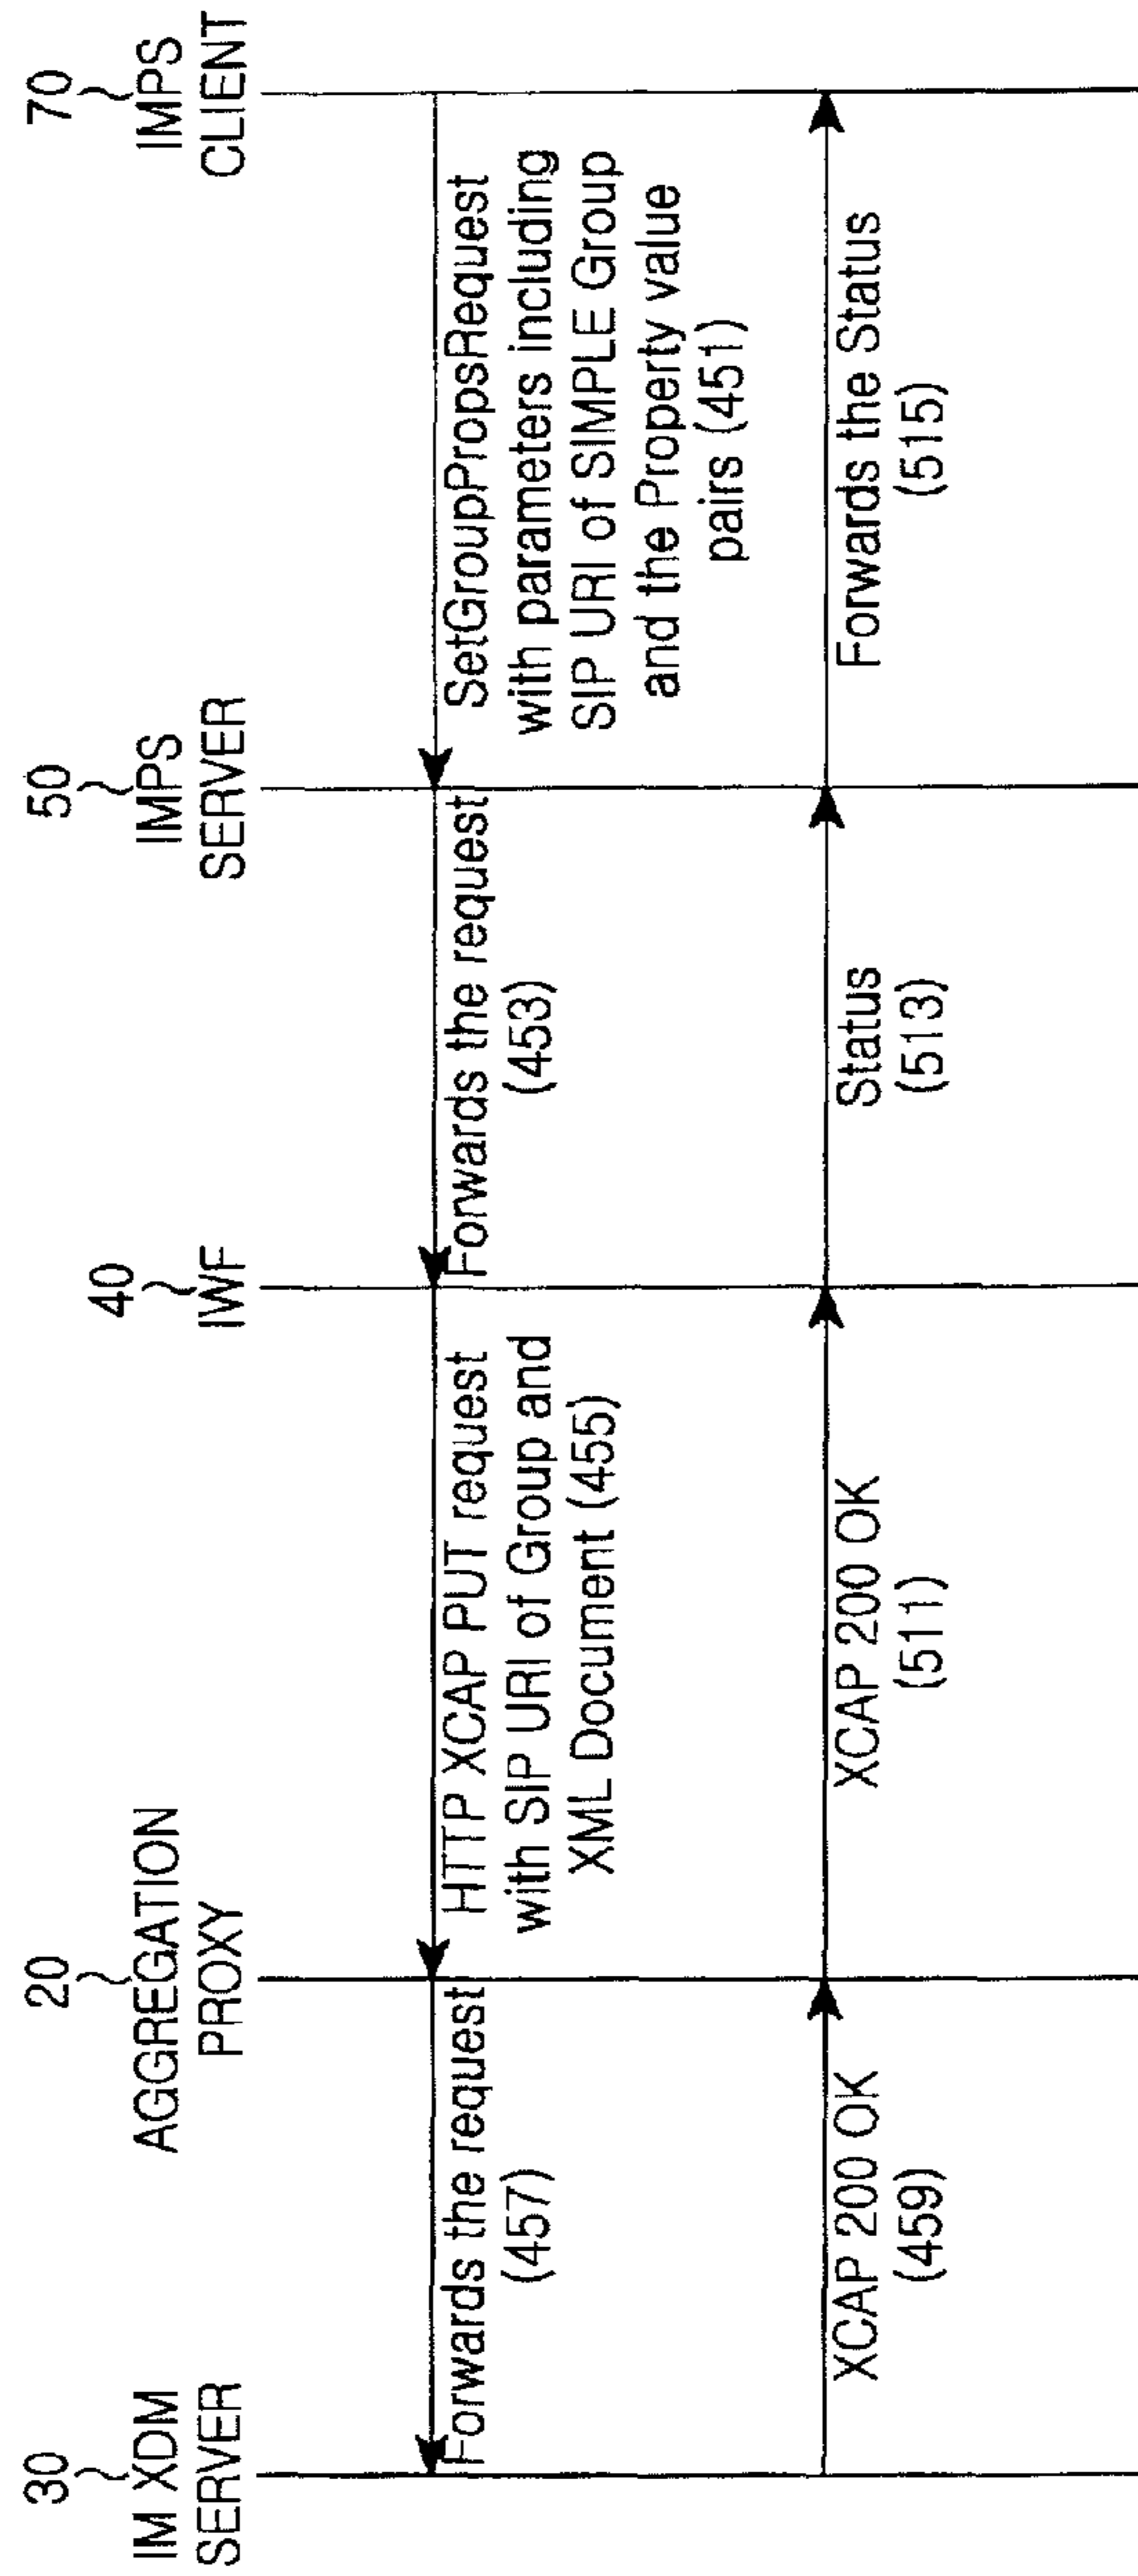 30
IM XDM
SERVER
20
AGGREGATION
PROXY
40
IWF
50
IMPS
SERVER
70
IMPS
CLIENT
SetGroupPropsRequest
with parameters including
SIP URI of SIMPLE Group
and the Property value
pairs (451)
Forwards the request
(453)
HTTP XCAP PUT request
with SIP URI of Group and
XML Document (455)
Forwards the request
(457)
XCAP 200 OK
(459)
XCAP 200 OK
(511)
Status
(513)
Forwards the Status
(515)